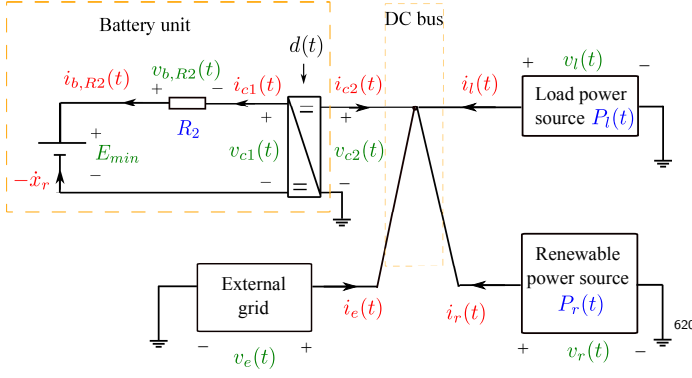 Battery unit
DC bus
d(t)
i_{b,R2}(t)
v_{b,R2}(t)
+ −
i_{c1}(t)
i_{c2}(t)
i_l(t)
+ v_l(t) −
Load power
source P_l(t)
R_2
+ =
+
+
E_{min}
v_{c1}(t)
v_{c2}(t)
−ẋ_r
−
− =
−
External
grid
i_e(t)
i_r(t)
Renewable
power source
P_r(t)
− v_e(t) +
+ v_r(t) −
620